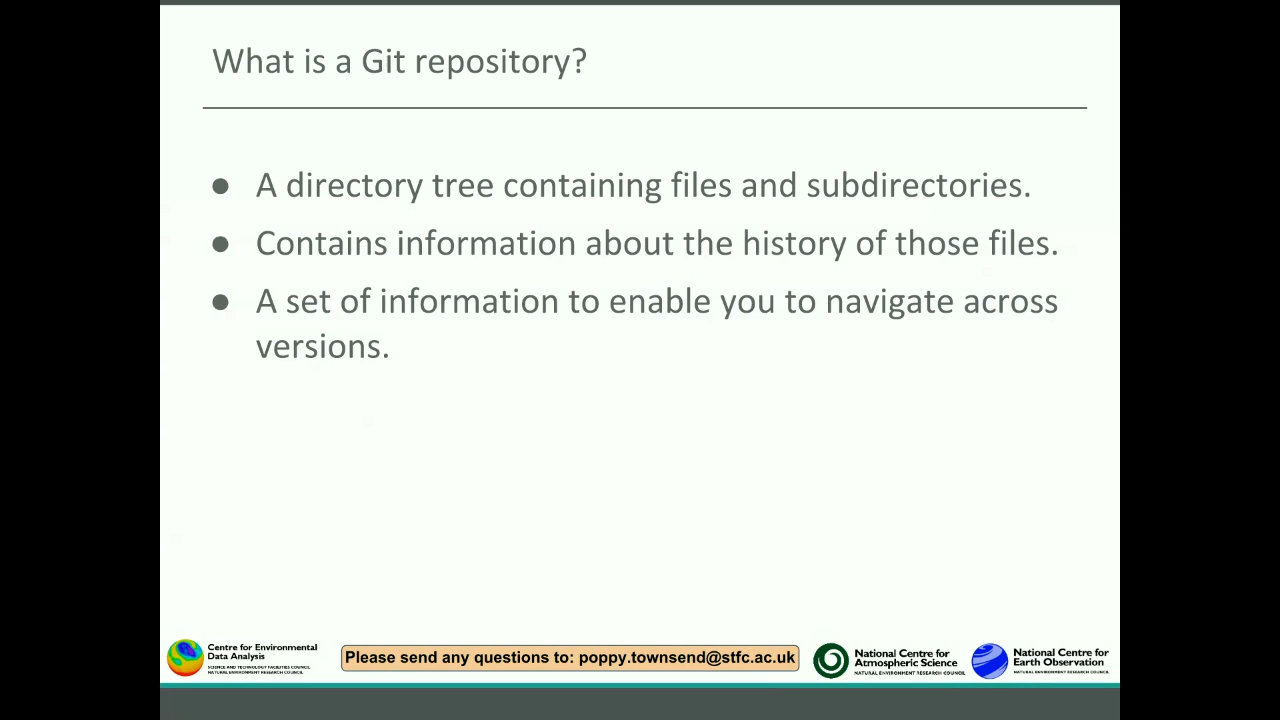 What is a Git repository?
● A directory tree containing files and subdirectories.
● Contains information about the history of those files.
● A set of information to enable you to navigate across
versions.
Centre for Environmental
Data Analysis
SCIENCE AND TECHNOLOGY FACILITIES COUNCIL
NATURAL ENVIRONMENT RESEARCH COUNCIL
Please send any questions to: poppy.townsend@stfc.ac.uk
National Centre for
Atmospheric Science
NATURAL ENVIRONMENT RESEARCH COUNCIL
National Centre for
Earth Observation
NATURAL ENVIRONMENT RESEARCH COUNCIL